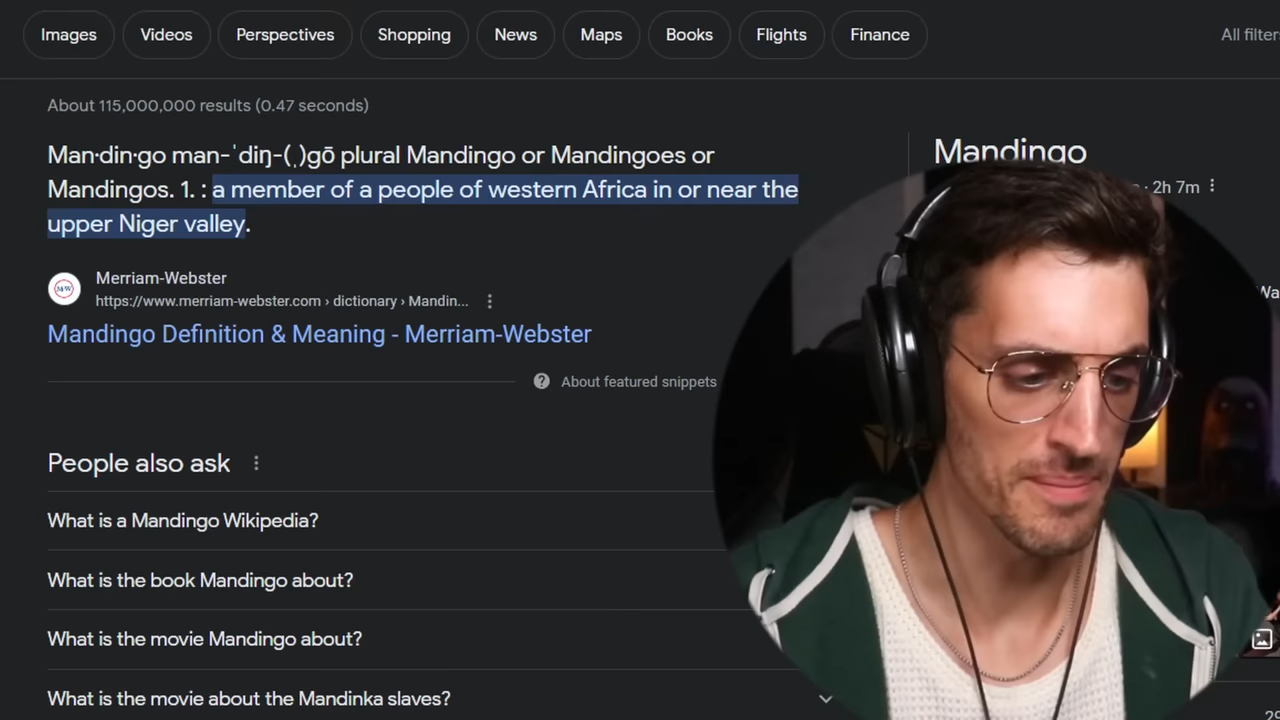 Images Videos Perspectives Shopping News Maps Books Flights Finance All filter
About 115,000,000 results (0.47 seconds)
Man·din·go man-ˈdiŋ-(ˌ)gō plural Mandingo or Mandingoes or
Mandingos. 1. : a member of a people of western Africa in or near the
upper Niger valley.
Merriam-Webster
https://www.merriam-webster.com › dictionary › Mandin...
Mandingo Definition & Meaning - Merriam-Webster
About featured snippets
People also ask
What is a Mandingo Wikipedia?
What is the book Mandingo about?
What is the movie Mandingo about?
What is the movie about the Mandinka slaves?
Mandingo
· 2h 7m
Wa